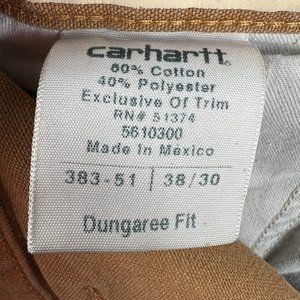 carhartt
60% Cotton
40% Polyester
Exclusive Of Trim
RN# 51374
5610300
Made In México
383-51 | 38/30
Dungaree Fit